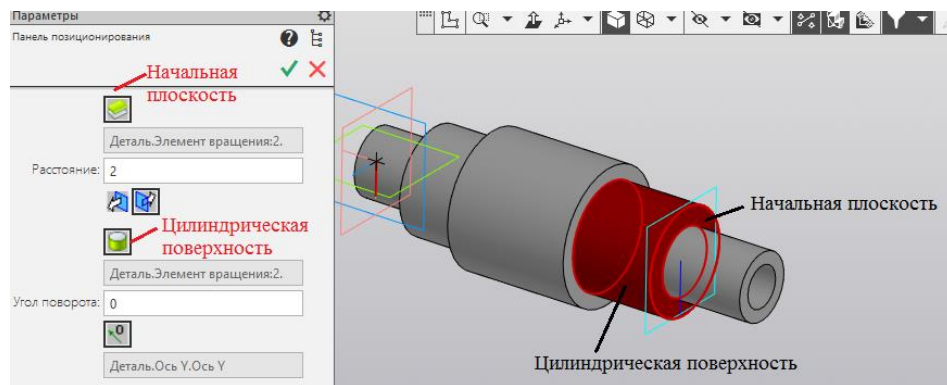 Параметры
Панель позиционирования
Начальная
плоскость
Деталь.Элемент вращения:2.
Расстояние: 2
Цилиндрическая
поверхность
Деталь.Элемент вращения:2.
Угол поворота: 0
0
Деталь.Ось Y.Ось Y
Начальная плоскость
Цилиндрическая поверхность